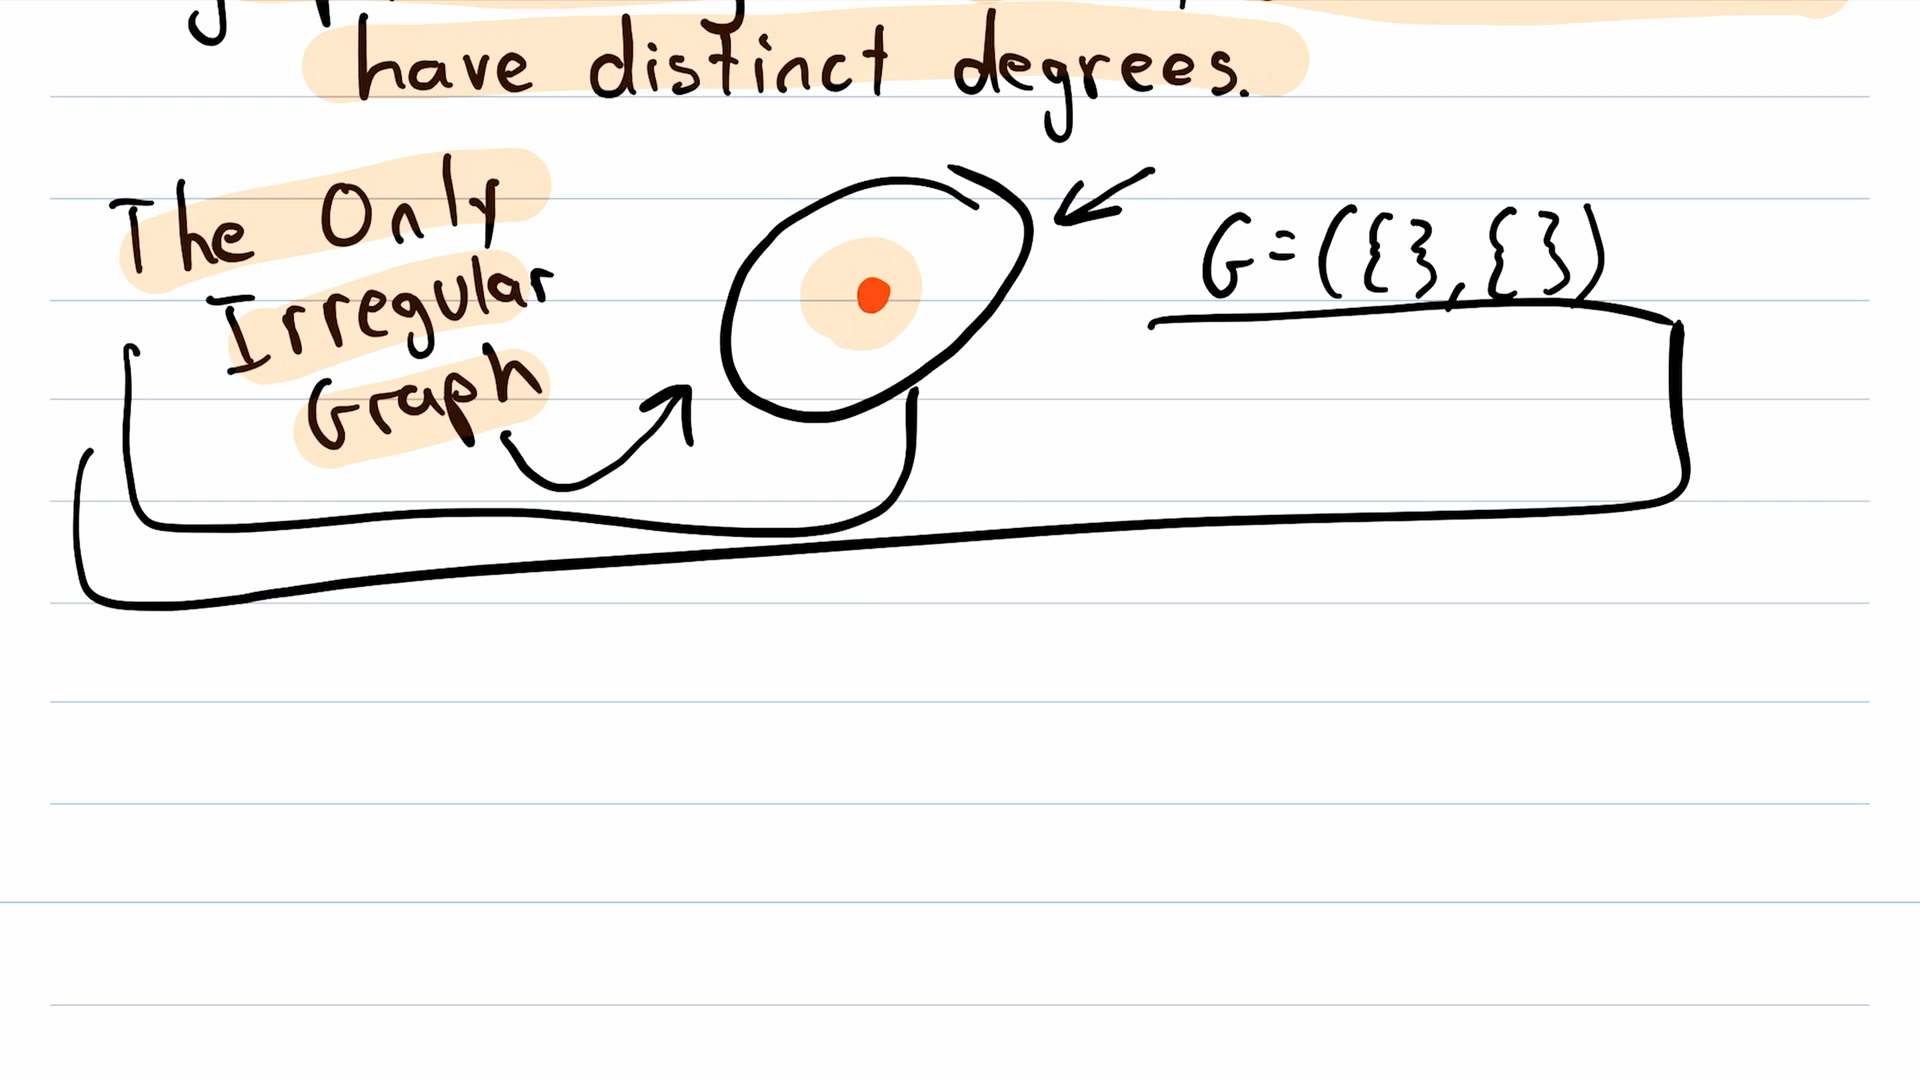 have distinct degrees.
The Only
Irregular
Graph
G=({},{})